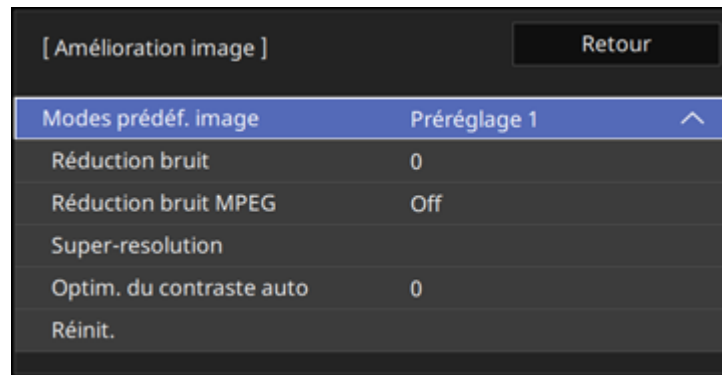 [ Amélioration image ]
Retour
Modes prédéf. image Préréglage 1
Réduction bruit 0
Réduction bruit MPEG Off
Super-resolution
Optim. du contraste auto 0
Réinit.